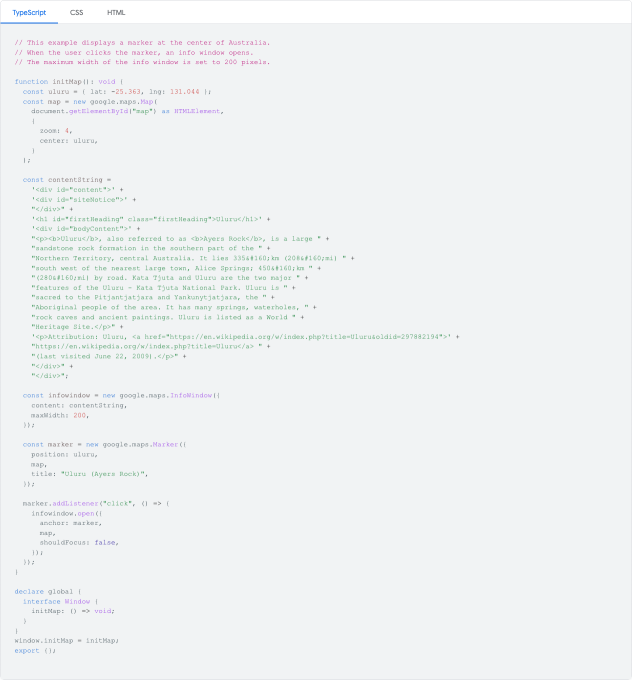 TypeScript CSS HTML
// This example displays a marker at the center of Australia.
// When the user clicks the marker, an info window opens.
// The maximum width of the info window is set to 200 pixels.
function initMap(): void {
  const uluru = { lat: -25.363, lng: 131.044 };
  const map = new google.maps.Map(
    document.getElementById("map") as HTMLElement,
    {
      zoom: 4,
      center: uluru,
    }
  );
  const contentString =
    '<div id="content">' +
    '<div id="siteNotice">' +
    "</div>" +
    '<h1 id="firstHeading" class="firstHeading">Uluru</h1>' +
    '<div id="bodyContent">' +
    "<p><b>Uluru</b>, also referred to as <b>Ayers Rock</b>, is a large " +
    "sandstone rock formation in the southern part of the " +
    "Northern Territory, central Australia. It lies 335&#160;km (208&#160;mi) " +
    "south west of the nearest large town, Alice Springs; 450&#160;km " +
    "(280&#160;mi) by road. Kata Tjuta and Uluru are the two major " +
    "features of the Uluru - Kata Tjuta National Park. Uluru is " +
    "sacred to the Pitjantjatjara and Yankunytjatjara, the " +
    "Aboriginal people of the area. It has many springs, waterholes, " +
    "rock caves and ancient paintings. Uluru is listed as a World " +
    "Heritage Site.</p>" +
    '<p>Attribution: Uluru, <a href="https://en.wikipedia.org/w/index.php?title=Uluru&oldid=297882194">' +
    "https://en.wikipedia.org/w/index.php?title=Uluru</a> " +
    "(last visited June 22, 2009).</p>" +
    "</div>" +
    "</div>";
  const infowindow = new google.maps.InfoWindow({
    content: contentString,
    maxWidth: 200,
  });
  const marker = new google.maps.Marker({
    position: uluru,
    map,
    title: "Uluru (Ayers Rock)",
  });
  marker.addListener("click", () => {
    infowindow.open({
      anchor: marker,
      map,
      shouldFocus: false,
    });
  });
}
declare global {
  interface Window {
    initMap: () => void;
  }
}
window.initMap = initMap;
export {};